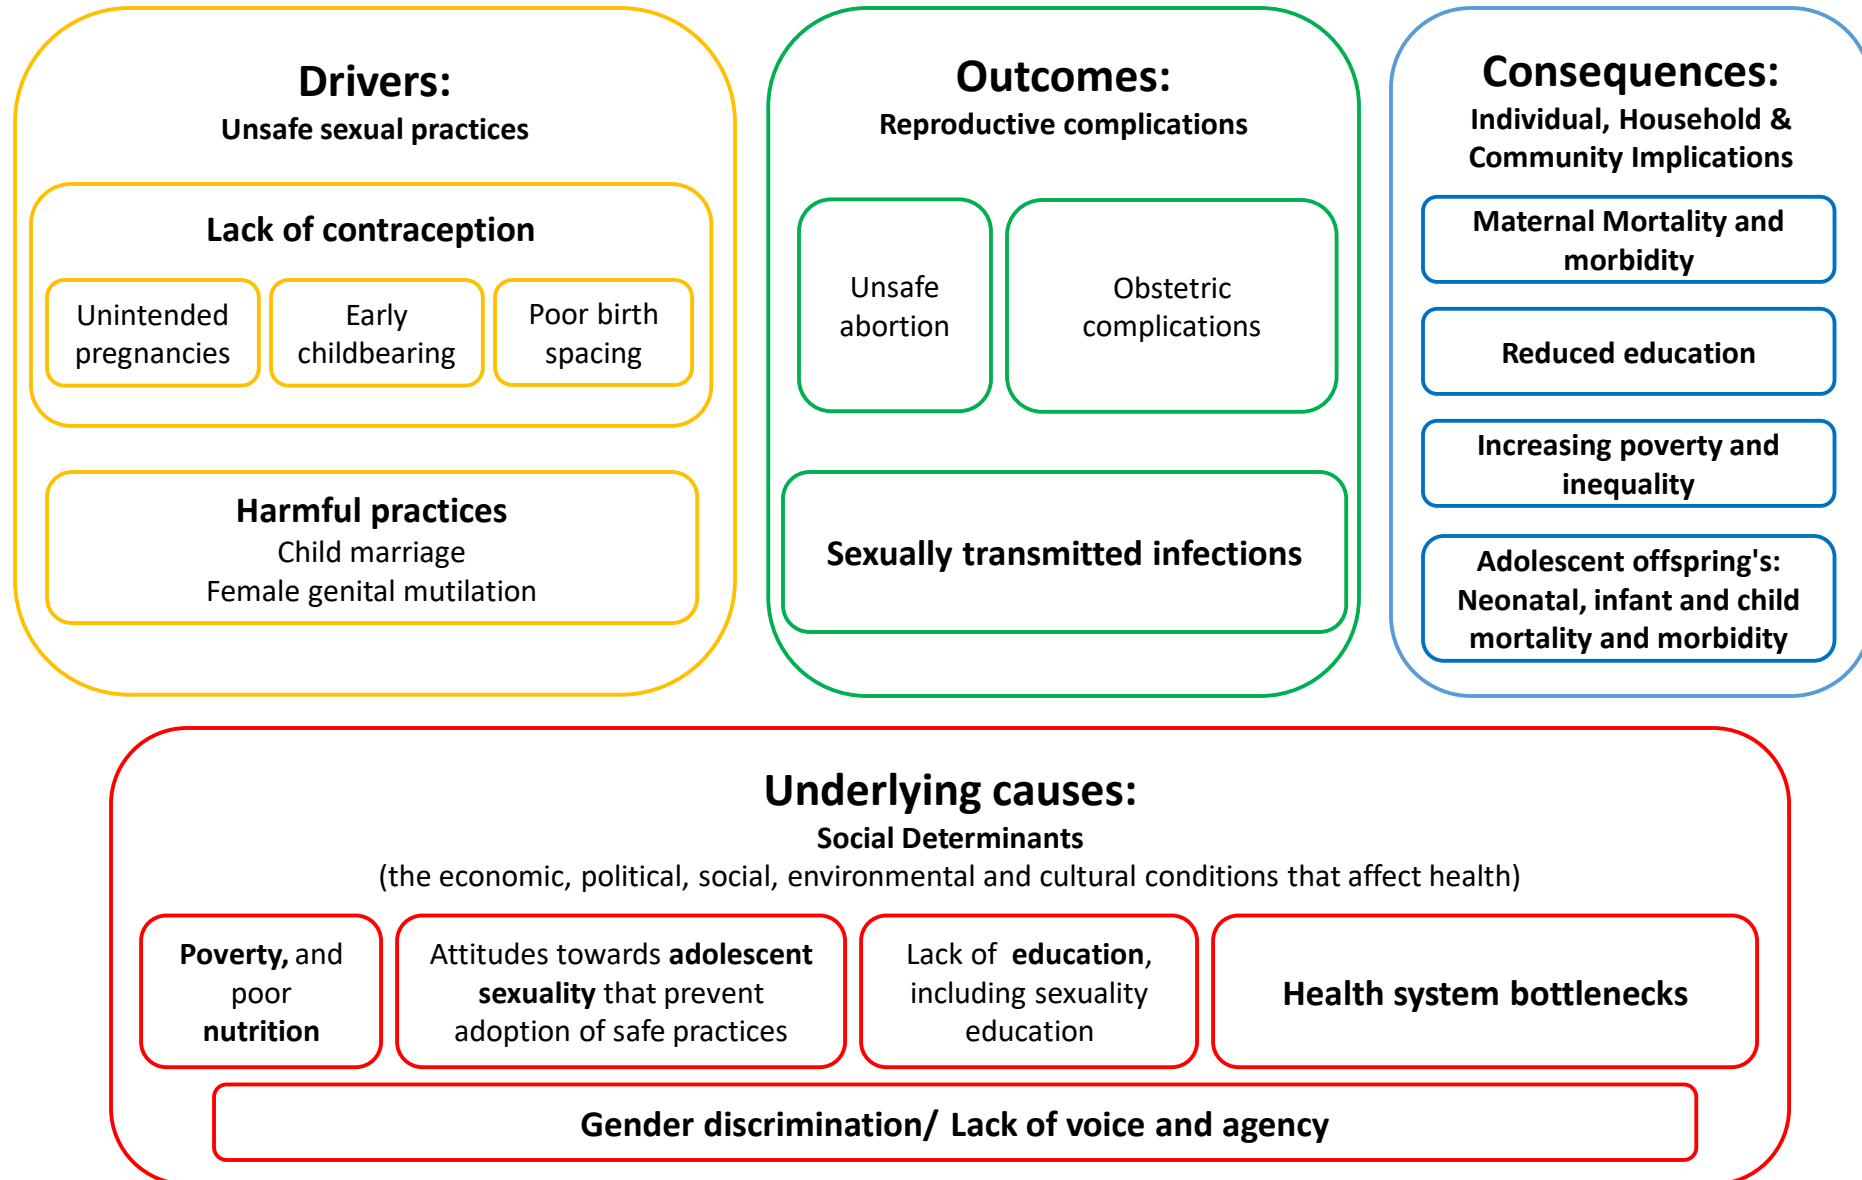 Drivers:
Unsafe sexual practices
Lack of contraception
Unintended
pregnancies
Early
childbearing
Poor birth
spacing
Harmful practices
Child marriage
Female genital mutilation
Outcomes:
Reproductive complications
Unsafe
abortion
Obstetric
complications
Sexually transmitted infections
Consequences:
Individual, Household &
Community Implications
Maternal Mortality and
morbidity
Reduced education
Increasing poverty and
inequality
Adolescent offspring's:
Neonatal, infant and child
mortality and morbidity
Underlying causes:
Social Determinants
(the economic, political, social, environmental and cultural conditions that affect health)
Poverty, and
poor
nutrition
Attitudes towards adolescent
sexuality that prevent
adoption of safe practices
Lack of education,
including sexuality
education
Health system bottlenecks
Gender discrimination/ Lack of voice and agency